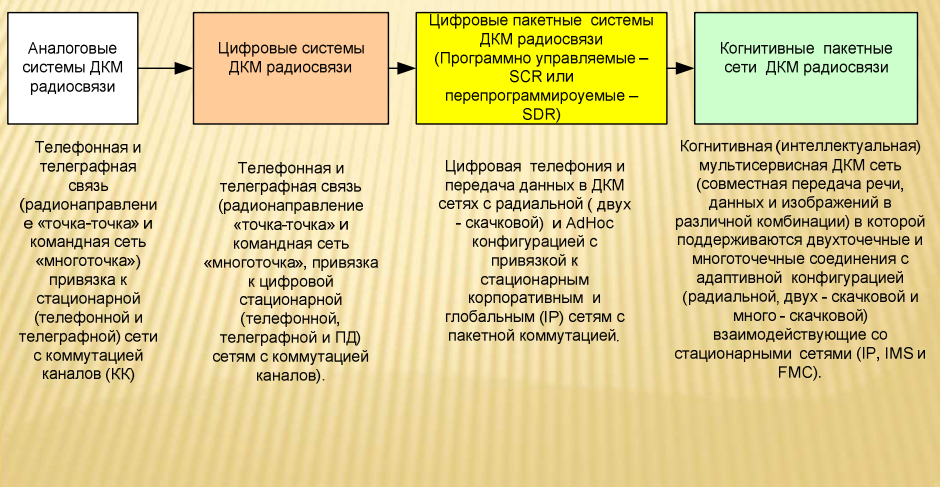 Аналоговые
системы ДКМ
радиосвязи
Цифровые системы
ДКМ радиосвязи
Цифровые пакетные системы
ДКМ радиосвязи
(Программно управляемые –
SCR или
перепрограммироуемые –
SDR)
Когнитивные пакетные
сети ДКМ радиосвязи
Телефонная и
телеграфная
связь
(радионаправлени
е «точка-точка» и
командная сеть
«многоточка»)
привязка к
стационарной
(телефонной и
телеграфной) сети
с коммутацией
каналов (КК)
Телефонная и
телеграфная связь
(радионаправление
«точка-точка» и
командная сеть
«многоточка», привязка
к цифровой
стационарной
(телефонной,
телеграфной и ПД)
сетям с коммутацией
каналов).
Цифровая телефония и
передача данных в ДКМ
сетях с радиальной ( двух
- скачковой) и AdHoc
конфигурацией с
привязкой к
стационарным
корпоративным и
глобальным (IP) сетям с
пакетной коммутацией.
Когнитивная (интеллектуальная)
мультисервисная ДКМ сеть
(совместная передача речи,
данных и изображений в
различной комбинации) в которой
поддерживаются двухточечные и
многоточечные соединения с
адаптивной конфигурацией
(радиальной, двух - скачковой и
много - скачковой)
взаимодействующие со
стационарными сетями (IP, IMS и
FMC).